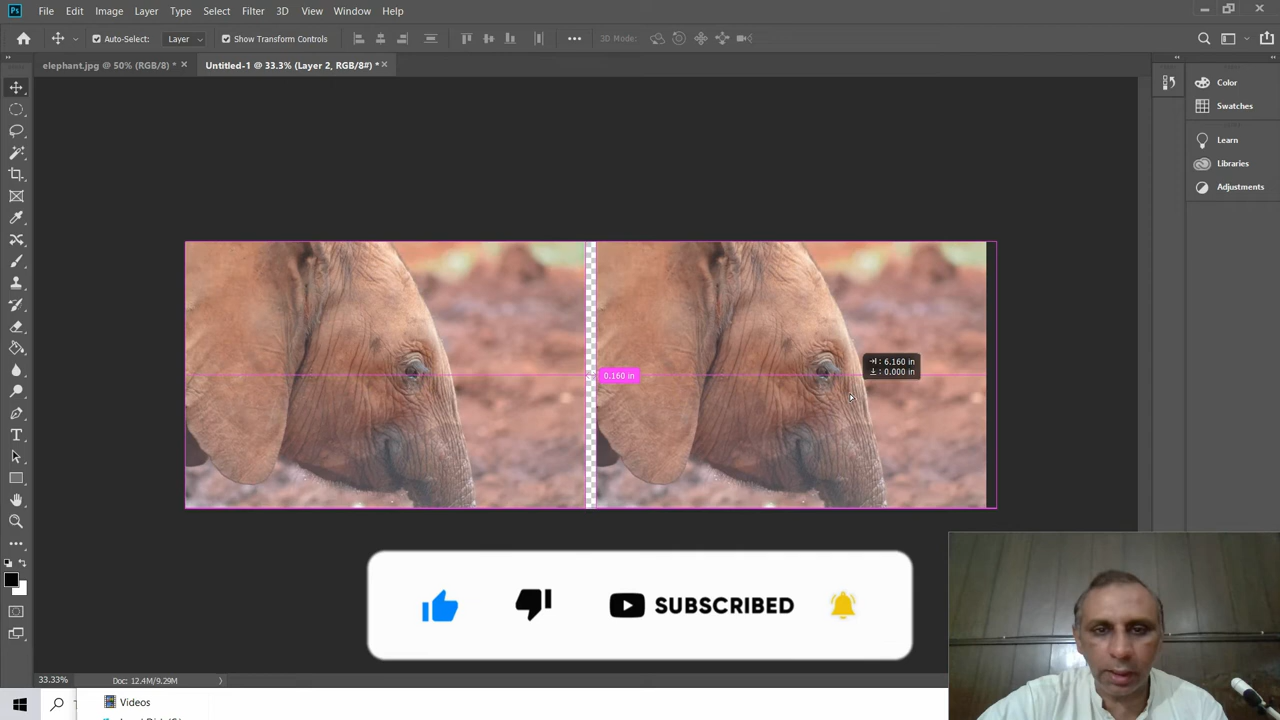 Ps File Edit Image Layer Type Select Filter 3D View Window Help
Auto-Select: Layer Show Transform Controls 3D Mode:
elephant.jpg @ 50% (RGB/8) * Untitled-1 @ 33.3% (Layer 2, RGB/8#) *
Color
Swatches
Learn
Libraries
Adjustments
: 6.160 in
: 0.000 in
0.160 in
T
SUBSCRIBED
33.33% Doc: 12.4M/9.29M
Videos